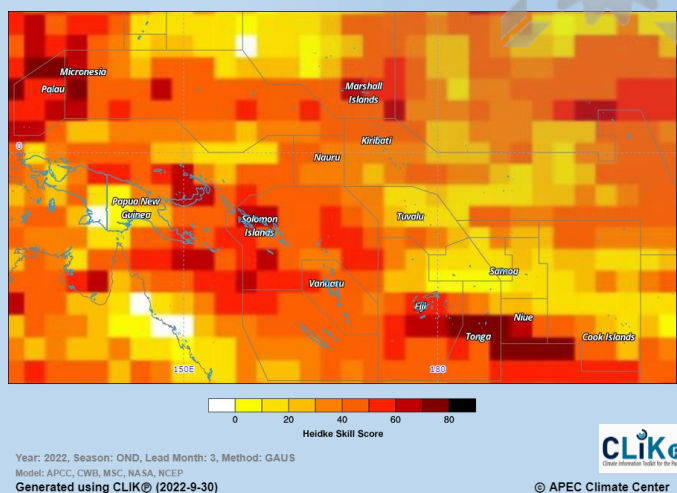 Micronesia
Palau
Marshall
Islands
Kiribati
0
Nauru
Papua New
Guinea
Solomon
Islands
Tuvalu
Samoa
Vanuatu
Fiji
Niue
Tonga
Cook Islands
150E
180
0 20 40 60 80
Heidke Skill Score
CLiK
Climate Information Toolkit for the Pa
Year: 2022, Season: OND, Lead Month: 3, Method: GAUS
Model: APCC, CWB, MSC, NASA, NCEP
Generated using CLIK℗ (2022-9-30)
© APEC Climate Center